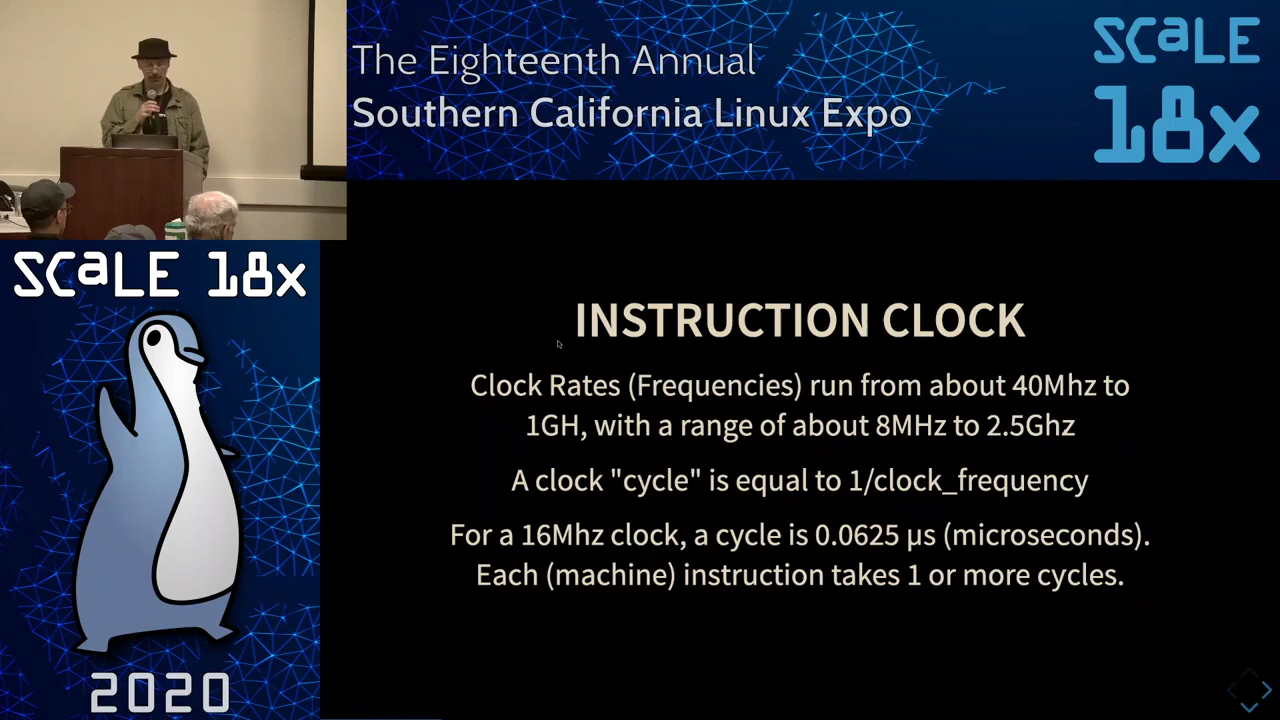 The Eighteenth Annual
Southern California Linux Expo
SCaLE
18x
SCaLE 18x
INSTRUCTION CLOCK
Clock Rates (Frequencies) run from about 40Mhz to
1GH, with a range of about 8MHz to 2.5Ghz
A clock "cycle" is equal to 1/clock_frequency
For a 16Mhz clock, a cycle is 0.0625 µs (microseconds).
Each (machine) instruction takes 1 or more cycles.
2020